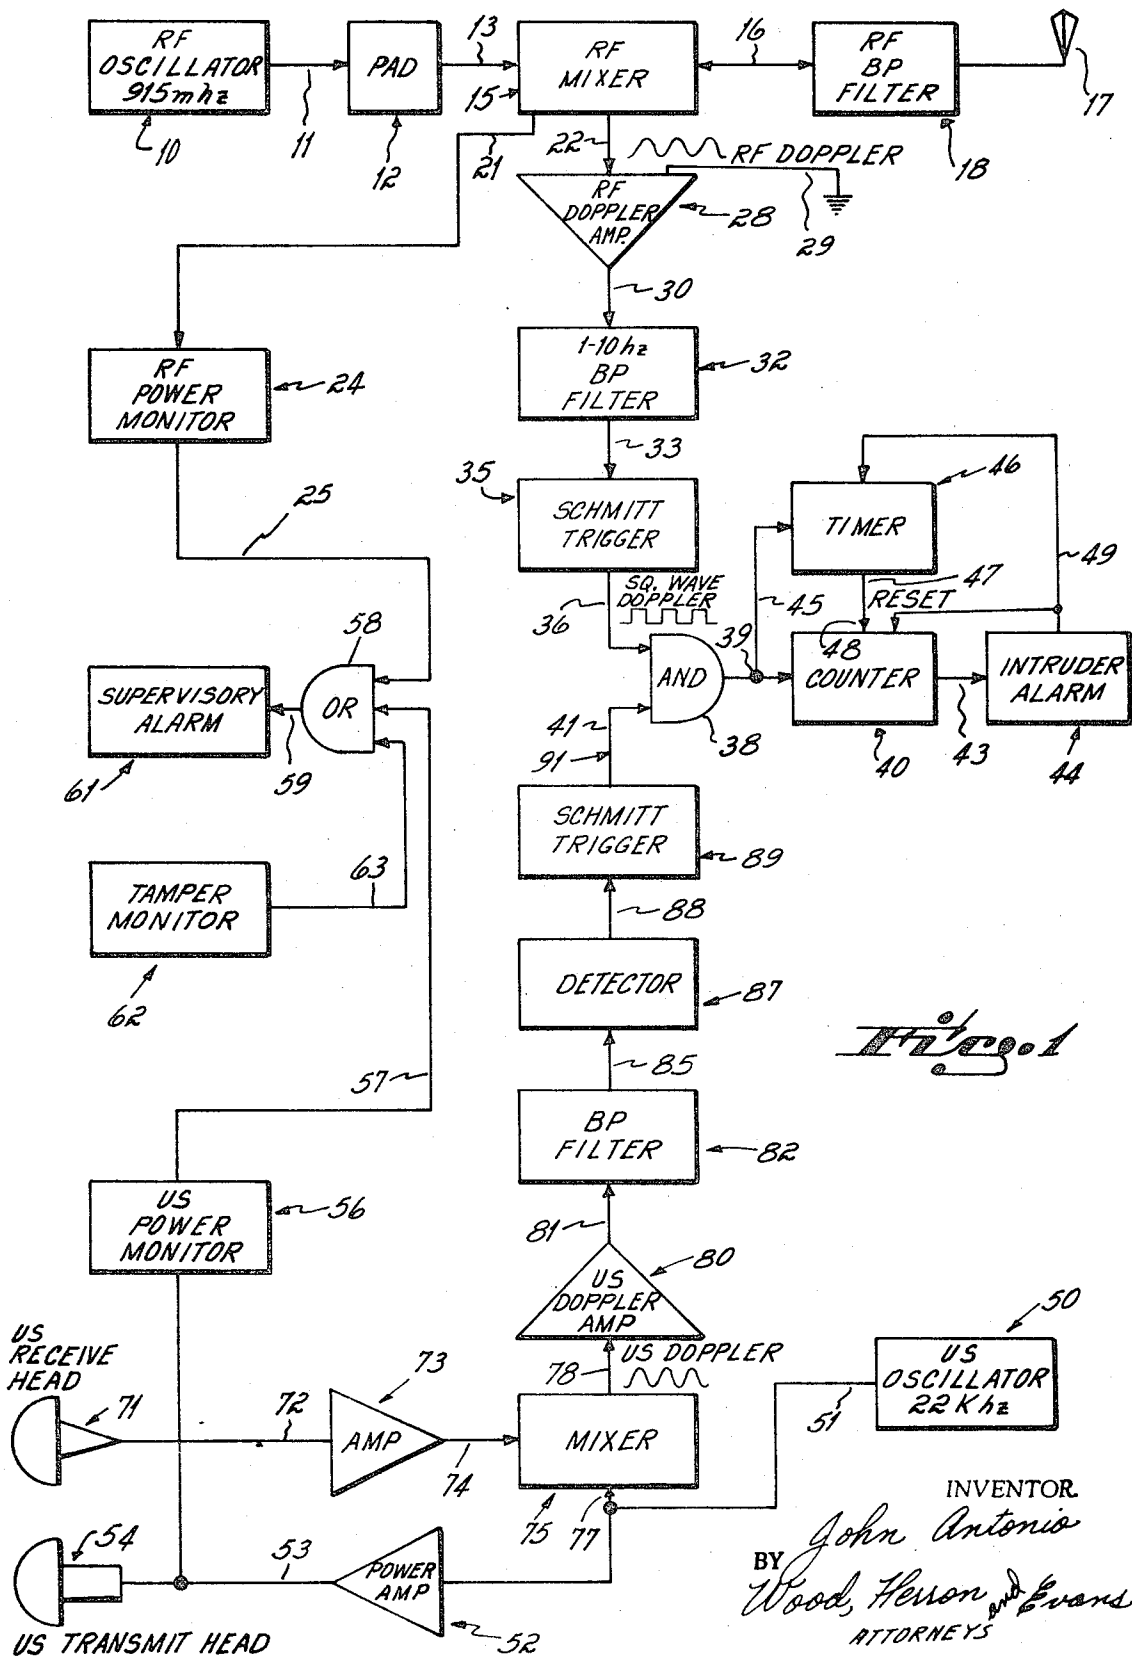 RF
OSCILLATOR
915mhz
10
11
PAD
12
13
RF
MIXER
15
16
RF
BP
FILTER
18
17
21
22
RF DOPPLER
RF
DOPPLER
AMP.
28
29
30
RF
POWER
MONITOR
24
1-10hz
BP
FILTER
32
33
25
35
SCHMITT
TRIGGER
TIMER
46
47
49
RESET
45
36
SQ. WAVE
DOPPLER
58
SUPERVISORY
ALARM
61
59
OR
AND
38
39
48
COUNTER
40
43
INTRUDER
ALARM
44
41
91
SCHMITT
TRIGGER
89
TAMPER
MONITOR
62
63
88
DETECTOR
87
Fig. 1
57
85
BP
FILTER
82
US
POWER
MONITOR
56
81
US
DOPPLER
AMP
80
50
US
OSCILLATOR
22Khz
51
78
US DOPPLER
US
RECEIVE
HEAD
71
72
AMP
73
74
MIXER
75
77
54
53
POWER
AMP
52
US TRANSMIT HEAD
INVENTOR.
John Antonio
BY
Wood, Herron and Evans
ATTORNEYS